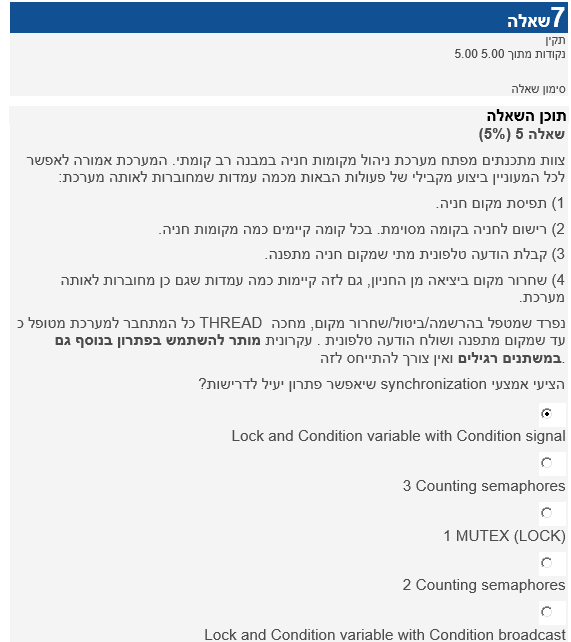 שאלה 7
תקין
נקודות מתוך 5.00 5.00
סימון שאלה
תוכן השאלה
שאלה 5 (5%)
צוות מתכנתים מפתח מערכת ניהול מקומות חניה במבנה רב קומתי. המערכת אמורה לאפשר
לכל המעוניין ביצוע מקבילי של פעולות הבאות מכמה עמדות שמחוברות לאותה מערכת:
1) תפיסת מקום חניה.
2) רישום לחניה בקומה מסוימת. בכל קומה קיימים כמה מקומות חניה.
3) קבלת הודעה טלפונית מתי שמקום חניה מתפנה.
4) שחרור מקום ביציאה מן החניון, גם לזה קיימות כמה עמדות שגם כן מחוברות לאותה
מערכת.
נפרד שמטפל בהרשמה/ביטול/שחרור מקום, מחכה THREAD כל המתחבר למערכת מטופל כ
עד שמקום מתפנה ושולח הודעה טלפונית . עקרונית מותר להשתמש בפתרון בנוסף גם
.במשתנים רגילים ואין צורך להתייחס לזה
הציעי אמצעי synchronization שיאפשר פתרון יעיל לדרישות?
Lock and Condition variable with Condition signal
3 Counting semaphores
1 MUTEX (LOCK)
2 Counting semaphores
Lock and Condition variable with Condition broadcast